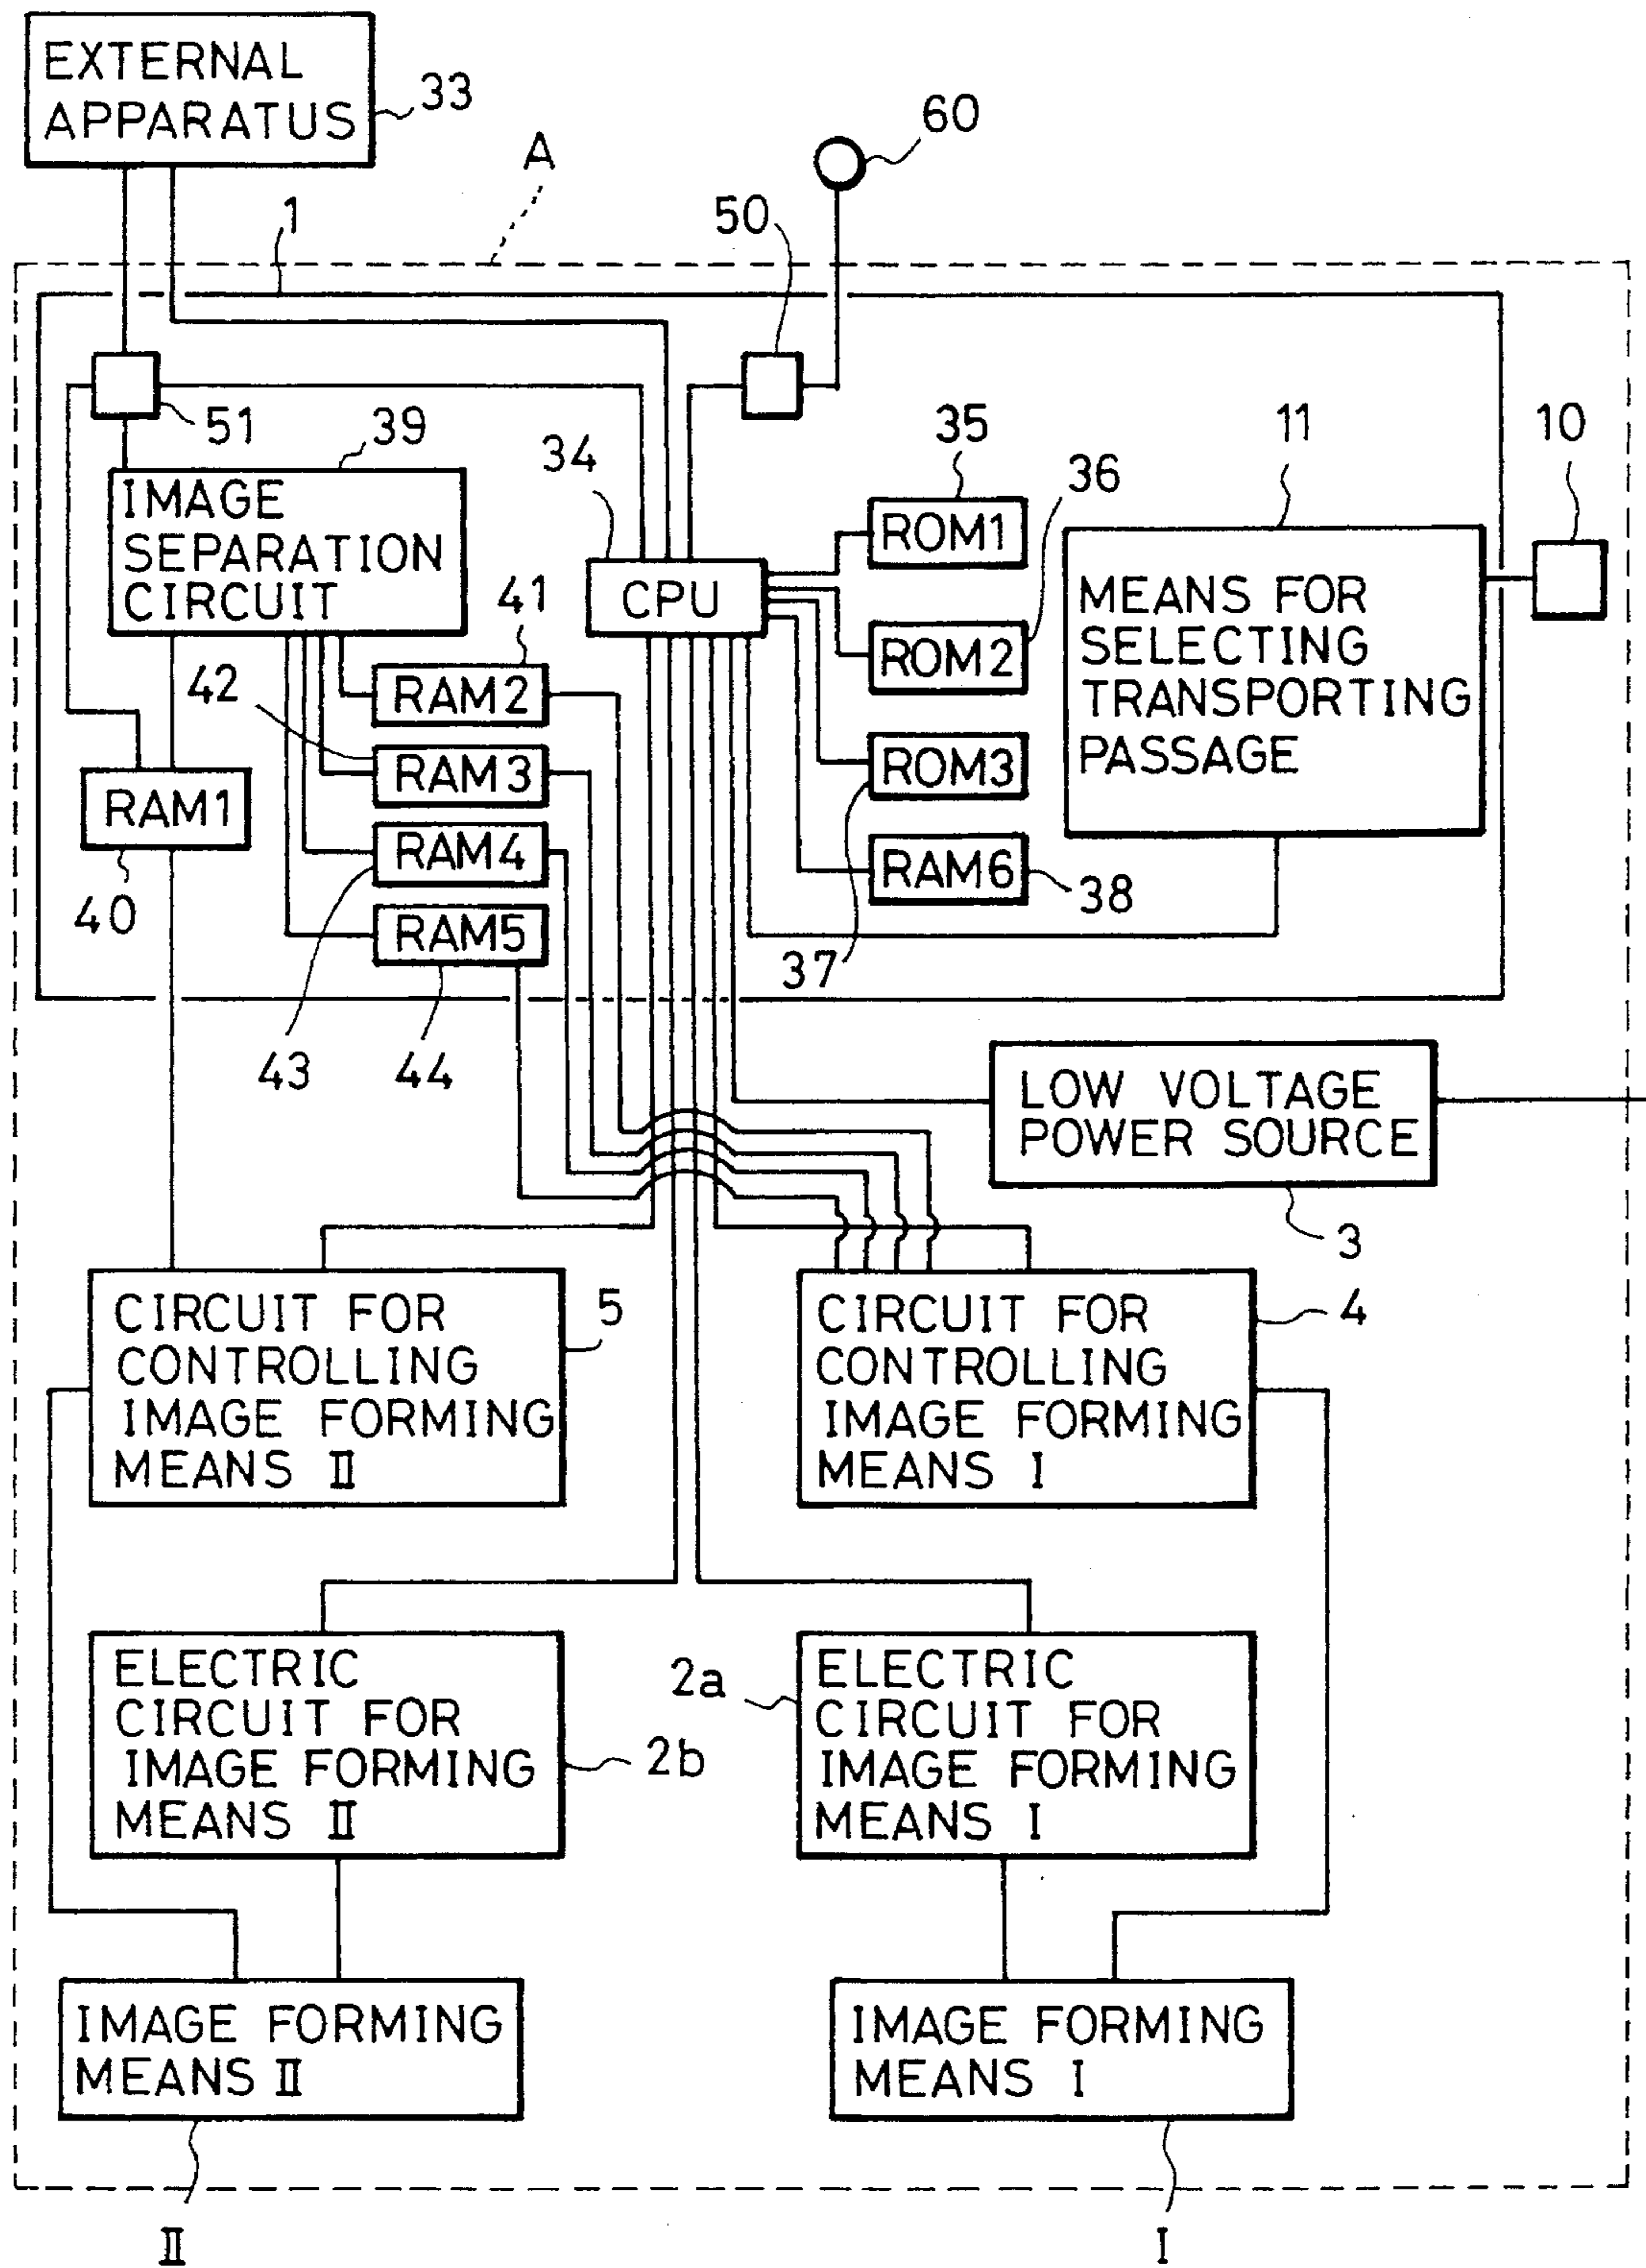 EXTERNAL
APPARATUS
33
A
60
1
50
51
39
34
35
36
11
10
IMAGE
SEPARATION
CIRCUIT
41
CPU
ROM1
ROM2
ROM3
RAM6
38
37
MEANS FOR
SELECTING
TRANSPORTING
PASSAGE
42
RAM2
RAM3
RAM4
RAM5
RAM1
40
43
44
LOW VOLTAGE
POWER SOURCE
3
CIRCUIT FOR
CONTROLLING
IMAGE FORMING
MEANS II
5
CIRCUIT FOR
CONTROLLING
IMAGE FORMING
MEANS I
4
ELECTRIC
CIRCUIT FOR
IMAGE FORMING
MEANS II
2b
2a
ELECTRIC
CIRCUIT FOR
IMAGE FORMING
MEANS I
IMAGE FORMING
MEANS II
IMAGE FORMING
MEANS I
II
I